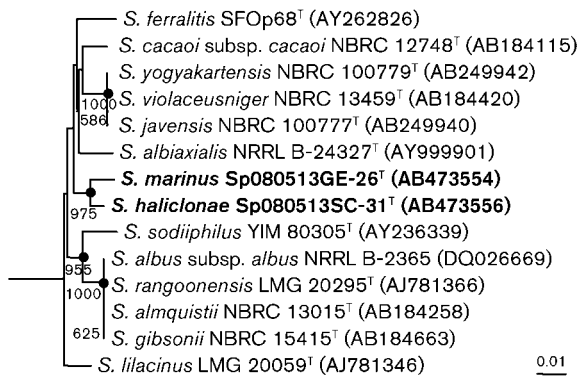 S. ferralitis SFOp68ᵀ (AY262826)
S. cacaoi subsp. cacaoi NBRC 12748ᵀ (AB184115)
S. yogyakartensis NBRC 100779ᵀ (AB249942)
1000
S. violaceusniger NBRC 13459ᵀ (AB184420)
586
S. javensis NBRC 100777ᵀ (AB249940)
S. albiaxialis NRRL B-24327ᵀ (AY999901)
S. marinus Sp080513GE-26ᵀ (AB473554)
S. haliclonae Sp080513SC-31ᵀ (AB473556)
975
S. sodiiphilus YIM 80305ᵀ (AY236339)
S. albus subsp. albus NRRL B-2365 (DQ026669)
955
S. rangoonensis LMG 20295ᵀ (AJ781366)
1000
S. almquistii NBRC 13015ᵀ (AB184258)
625
S. gibsonii NBRC 15415ᵀ (AB184663)
S. lilacinus LMG 20059ᵀ (AJ781346)
0.01